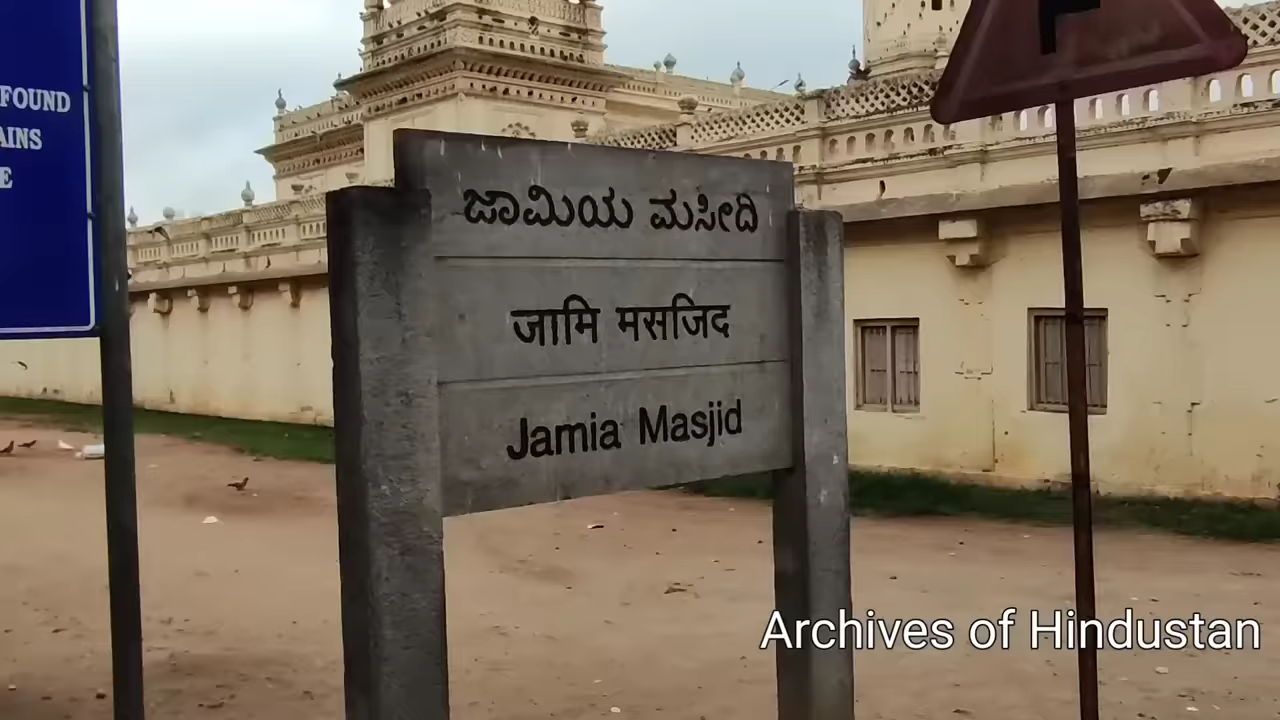 FOUND
AINS
E
ಜಾಮಿಯ ಮಸೀದಿ
जामि मसजिद
Jamia Masjid
Archives of Hindustan